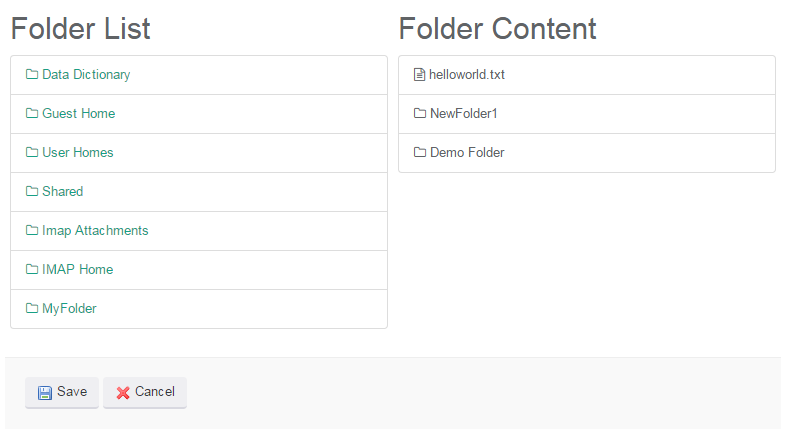 Folder List
Data Dictionary
Guest Home
User Homes
Shared
Imap Attachments
IMAP Home
MyFolder
Folder Content
helloworld.txt
NewFolder1
Demo Folder
Save Cancel